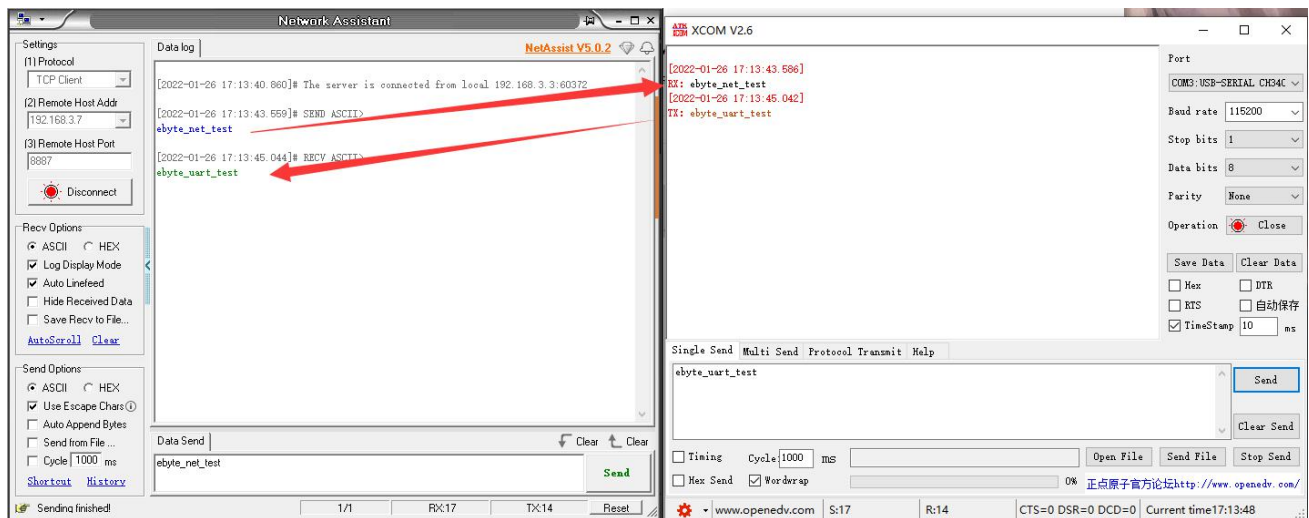 Network Assistant
Settings
(1) Protocol
TCP Client
(2) Remote Host Addr
192.168.3.7
(3) Remote Host Port
8887
Disconnect
Recv Options
ASCII HEX
Log Display Mode
Auto Linefeed
Hide Received Data
Save Recv to File...
AutoScroll Clear
Send Options
ASCII HEX
Use Escape Chars
Auto Append Bytes
Send from File ...
Cycle 1000 ms
Shortcut History
Data log
NetAssist V5.0.2
[2022-01-26 17:13:40.860]# The server is connected from local 192.168.3.3:60372
[2022-01-26 17:13:43.559]# SEND ASCII>
ebyte_net_test
[2022-01-26 17:13:45.044]# RECV ASCII>
ebyte_uart_test
Data Send
Clear Clear
ebyte_net_test
Send
Sending finished!
1/1
RX:17
TX:14
Reset
ATK XCOM V2.6
[2022-01-26 17:13:43.586]
RX: ebyte_net_test
[2022-01-26 17:13:45.042]
TX: ebyte_uart_test
Port
COM3:USB-SERIAL CH34C
Baud rate 115200
Stop bits 1
Data bits 8
Parity None
Operation Close
Save Data Clear Data
Hex DTR
RTS 自动保存
TimeStamp 10 ms
Single Send Multi Send Protocol Transmit Help
ebyte_uart_test
Send
Clear Send
Timing Cycle: 1000 ms
Open File Send File Stop Send
Hex Send Wordwrap
0% 正点原子官方论坛http://www.openedv.com/
www.openedv.com S:17 R:14 CTS=0 DSR=0 DCD=0 Current time17:13:48